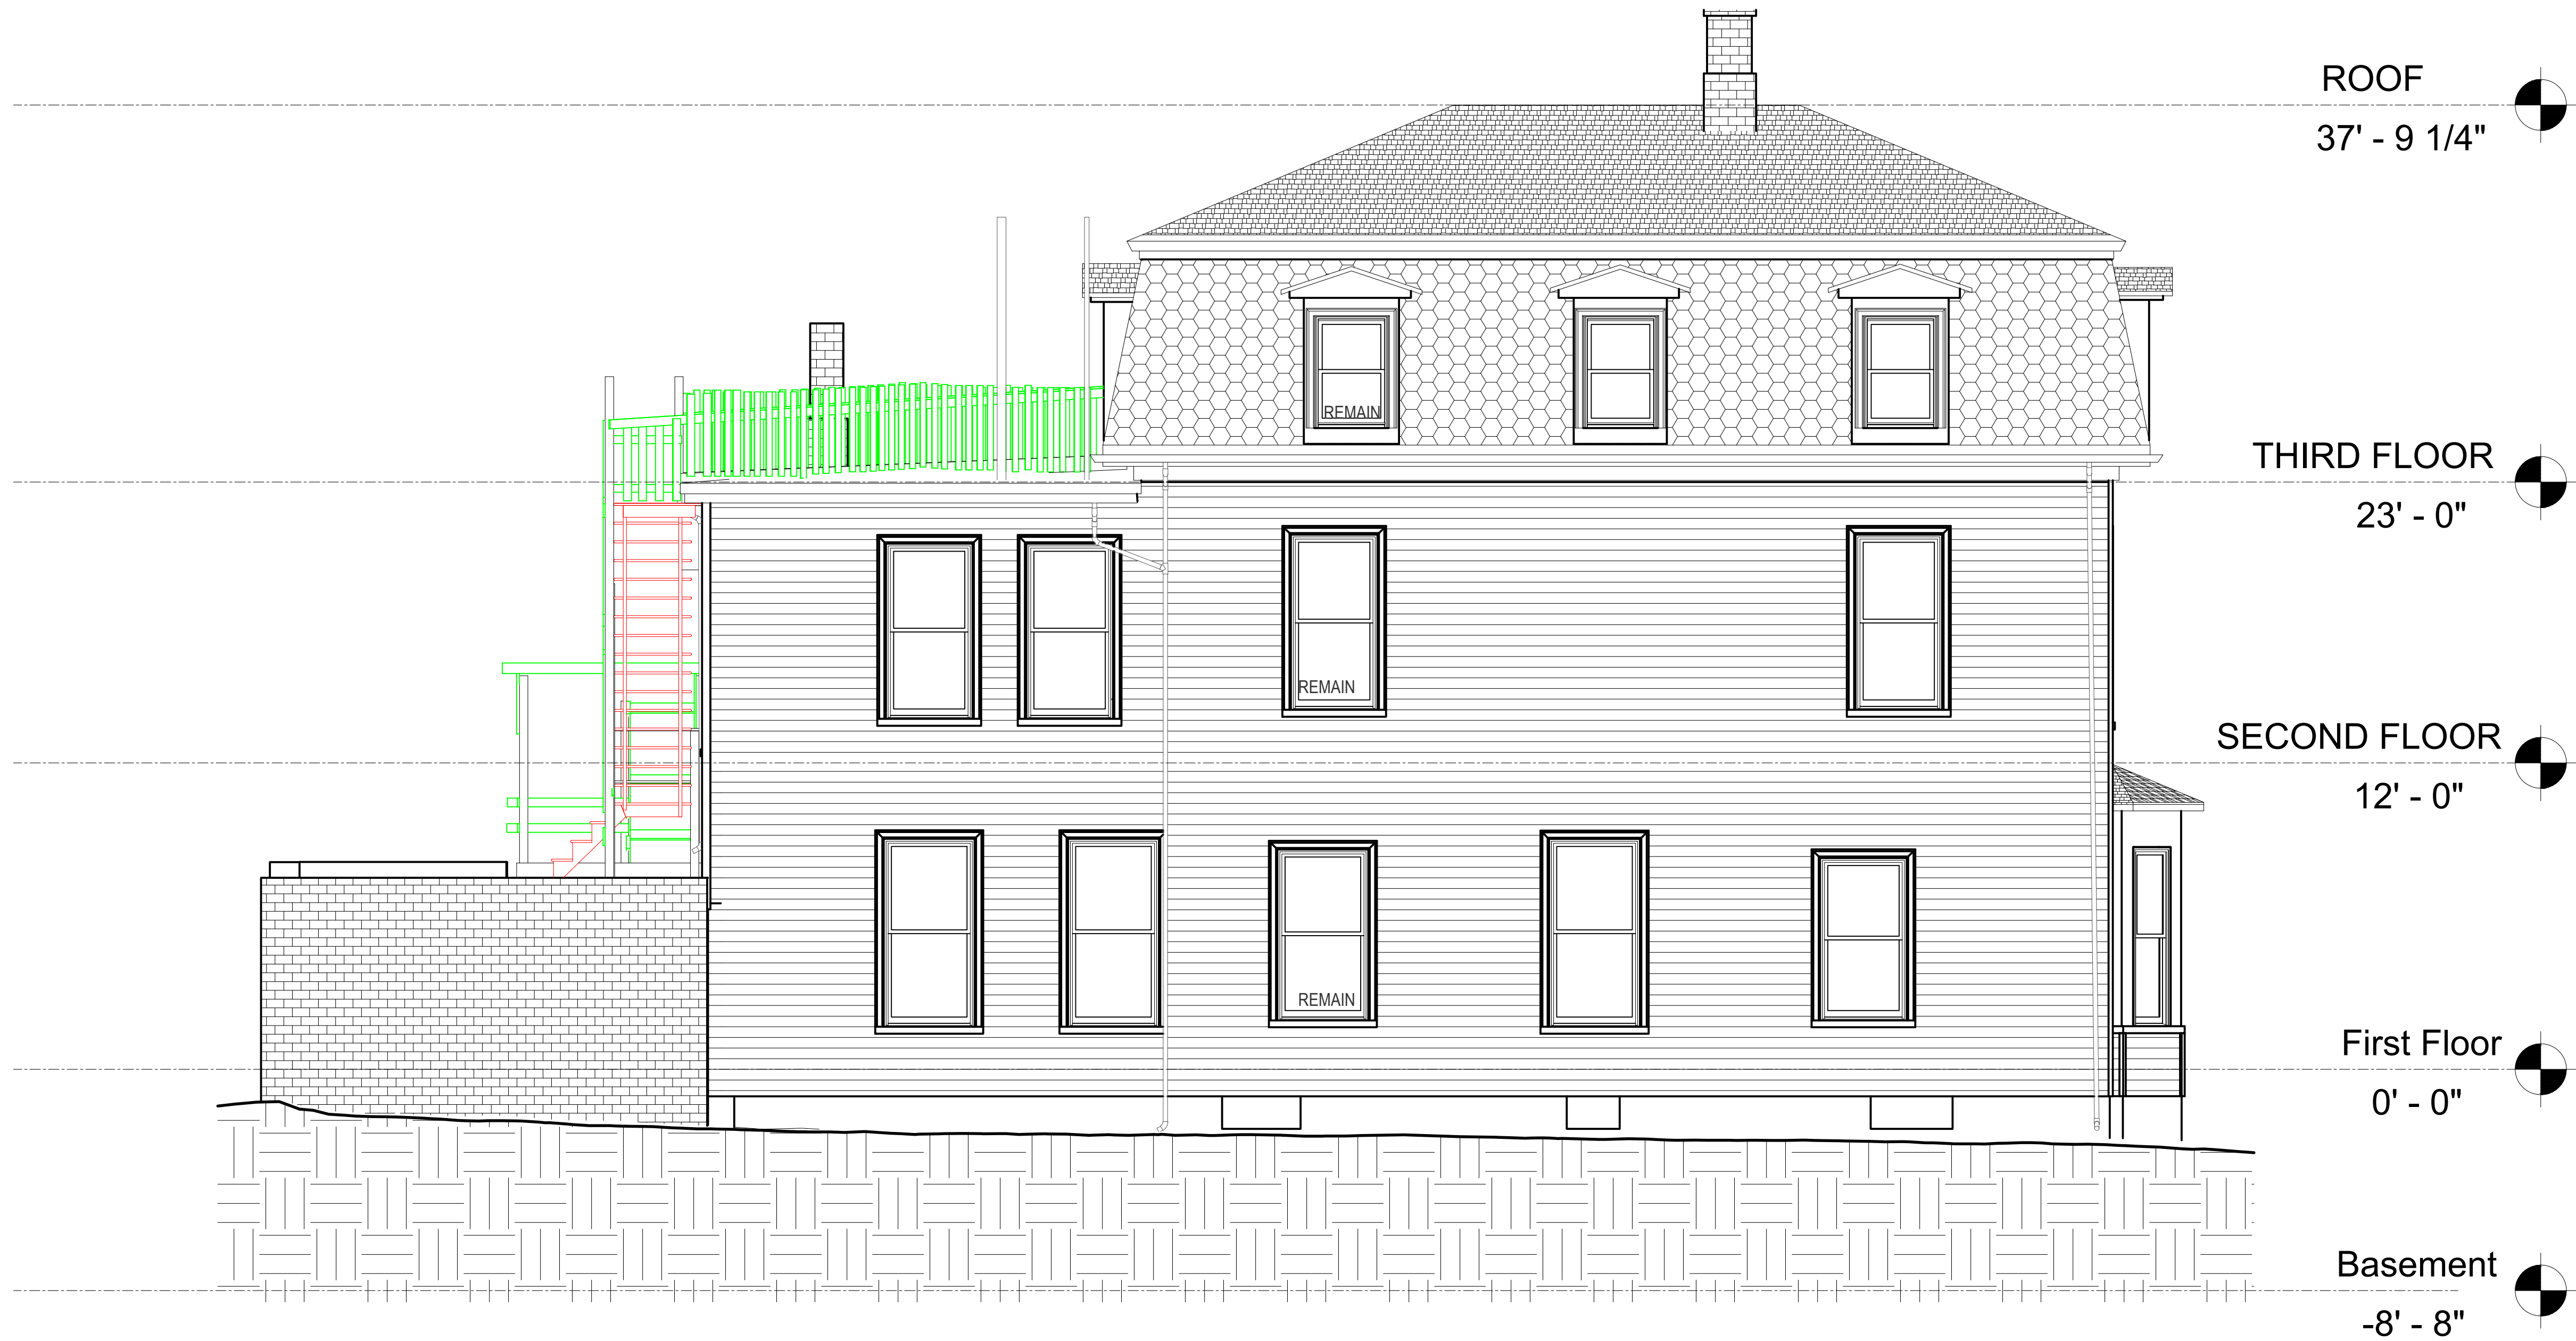 ROOF
37' - 9 1/4"
REMAIN
THIRD FLOOR
23' - 0"
REMAIN
SECOND FLOOR
12' - 0"
REMAIN
First Floor
0' - 0"
Basement
-8' - 8"